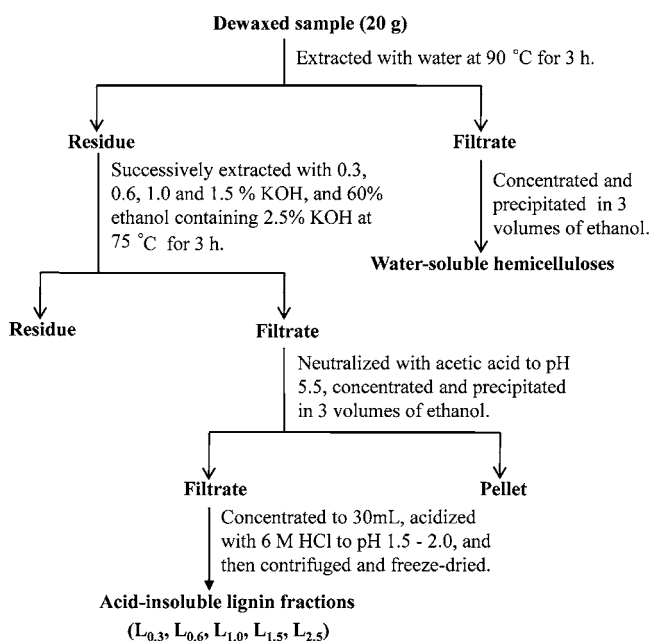 Dewaxed sample (20 g)
Extracted with water at 90 °C for 3 h.
Residue
Filtrate
Successively extracted with 0.3,
0.6, 1.0 and 1.5 % KOH, and 60%
ethanol containing 2.5% KOH at
75 °C for 3 h.
Concentrated and
precipitated in 3
volumes of ethanol.
Water-soluble hemicelluloses
Residue
Filtrate
Neutralized with acetic acid to pH
5.5, concentrated and precipitated
in 3 volumes of ethanol.
Filtrate
Pellet
Concentrated to 30mL, acidized
with 6 M HCl to pH 1.5 - 2.0, and
then contrifuged and freeze-dried.
Acid-insoluble lignin fractions
(L0.3, L0.6, L1.0, L1.5, L2.5)